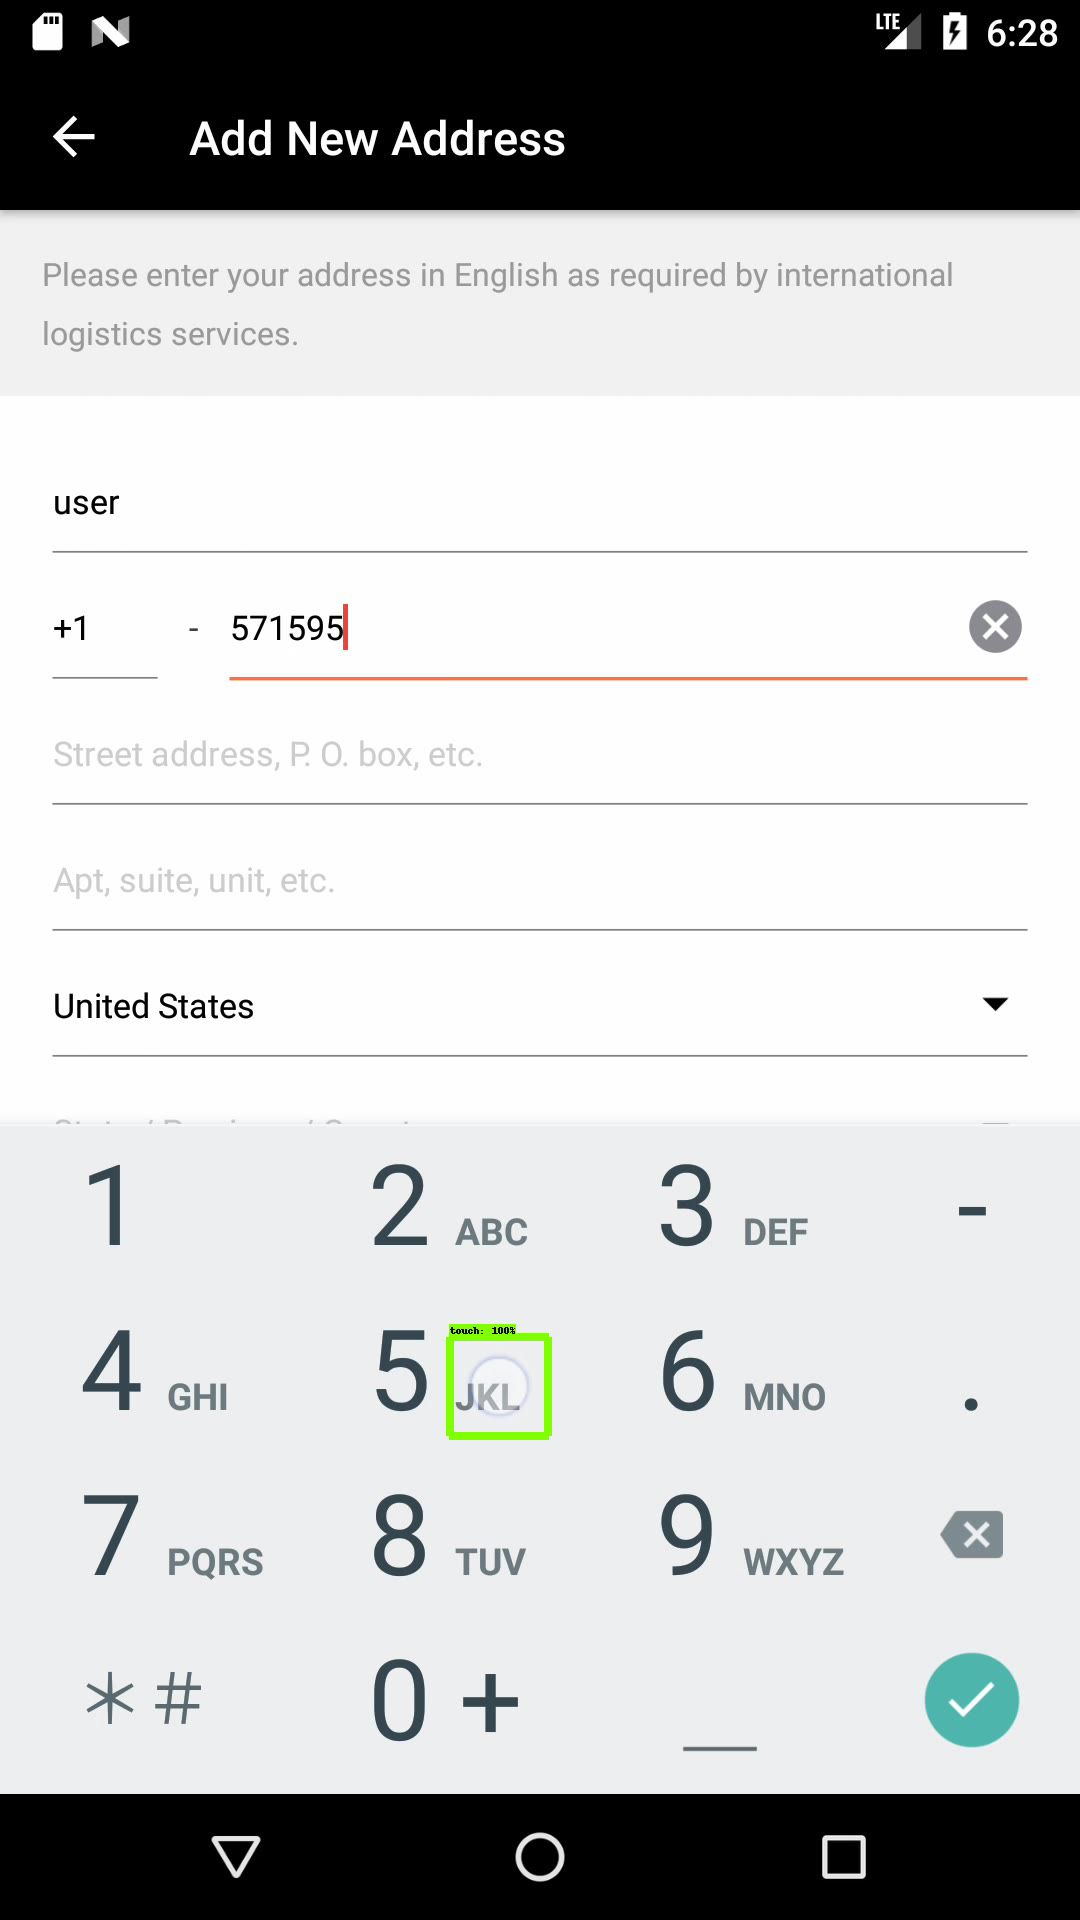 LTE 6:28
Add New Address
Please enter your address in English as required by international
logistics services.
user
+1 - 571595
Street address, P. O. box, etc.
Apt, suite, unit, etc.
United States
1 2 ABC 3 DEF -
touch: 100%
4 GHI 5 JKL 6 MNO .
7 PQRS 8 TUV 9 WXYZ
*# 0 +